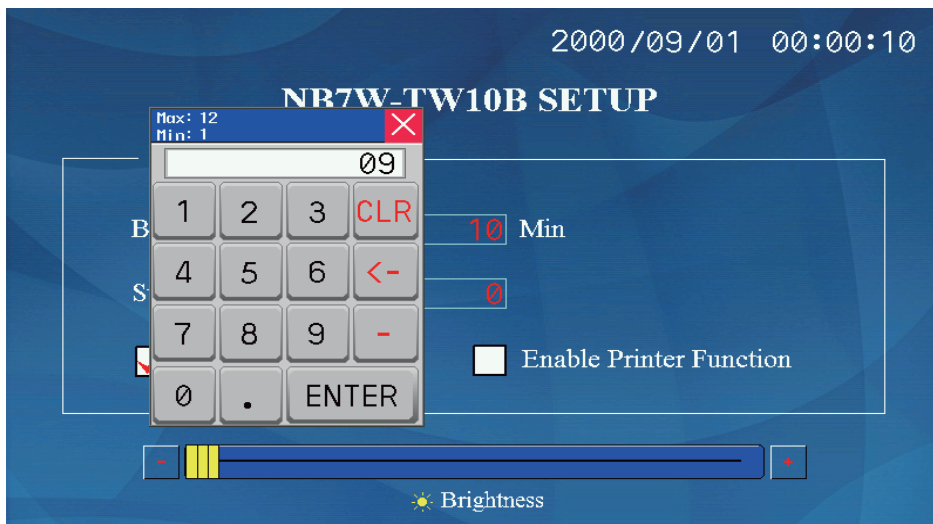 2000/09/01 00:00:10
NB7W-TW10B SETUP
Max: 12
Min: 1
09
1 2 3 CLR
B 10 Min
4 5 6 <-
S 0
7 8 9 -
Enable Printer Function
0 . ENTER
- +
Brightness